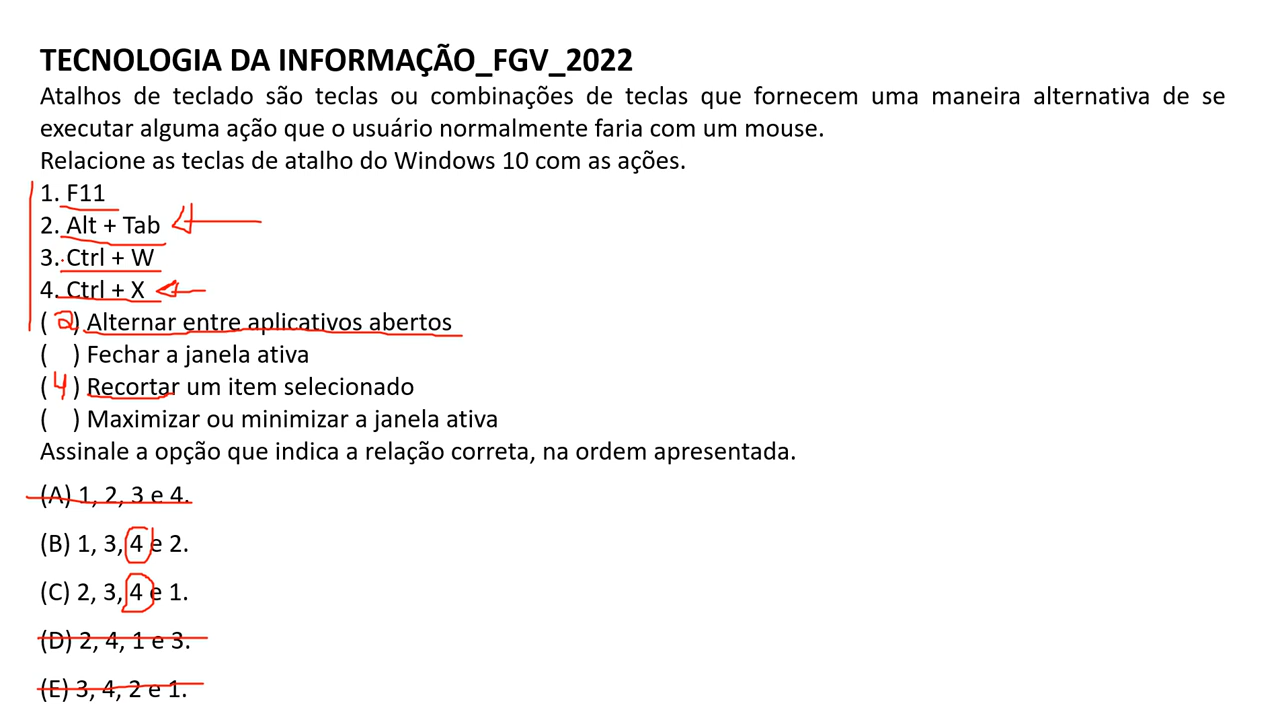 TECNOLOGIA DA INFORMAÇÃO_FGV_2022
Atalhos de teclado são teclas ou combinações de teclas que fornecem uma maneira alternativa de se
executar alguma ação que o usuário normalmente faria com um mouse.
Relacione as teclas de atalho do Windows 10 com as ações.
1. F11
2. Alt + Tab
3. Ctrl + W
4. Ctrl + X
( 2 ) Alternar entre aplicativos abertos
( ) Fechar a janela ativa
( 4 ) Recortar um item selecionado
( ) Maximizar ou minimizar a janela ativa
Assinale a opção que indica a relação correta, na ordem apresentada.
(A) 1, 2, 3 e 4.
(B) 1, 3, 4 e 2.
(C) 2, 3, 4 e 1.
(D) 2, 4, 1 e 3.
(E) 3, 4, 2 e 1.